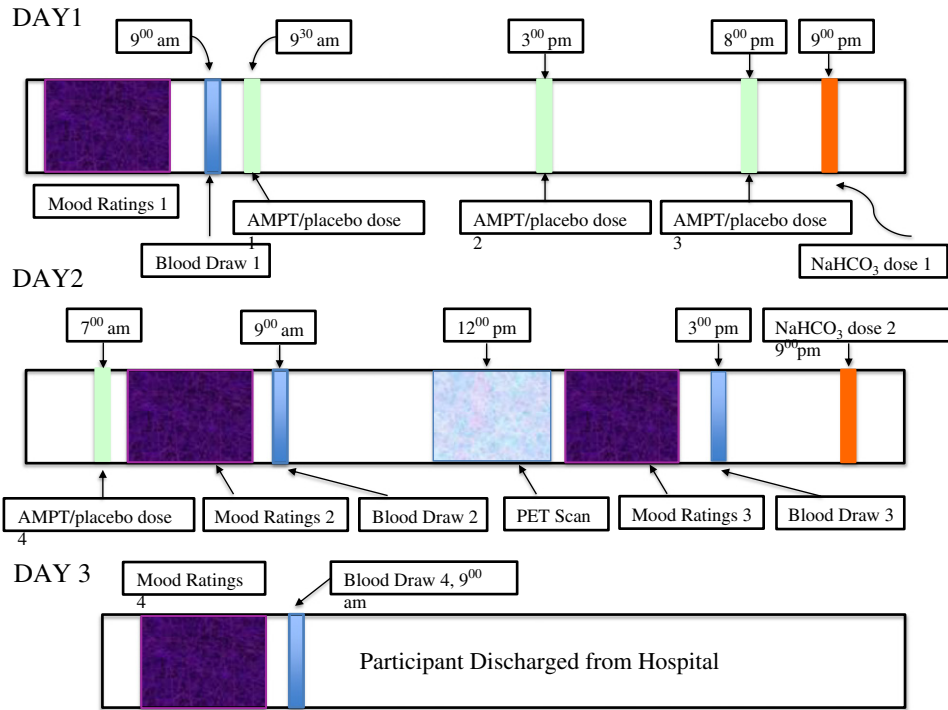 DAY1
9⁰⁰ am
9³⁰ am
3⁰⁰ pm
8⁰⁰ pm
9⁰⁰ pm
Mood Ratings 1
AMPT/placebo dose
1
AMPT/placebo dose
2
AMPT/placebo dose
3
Blood Draw 1
NaHCO₃ dose 1
DAY2
7⁰⁰ am
9⁰⁰ am
12⁰⁰ pm
3⁰⁰ pm
NaHCO₃ dose 2
9⁰⁰pm
AMPT/placebo dose
4
Mood Ratings 2
Blood Draw 2
PET Scan
Mood Ratings 3
Blood Draw 3
DAY 3
Mood Ratings
4
Blood Draw 4, 9⁰⁰
am
Participant Discharged from Hospital